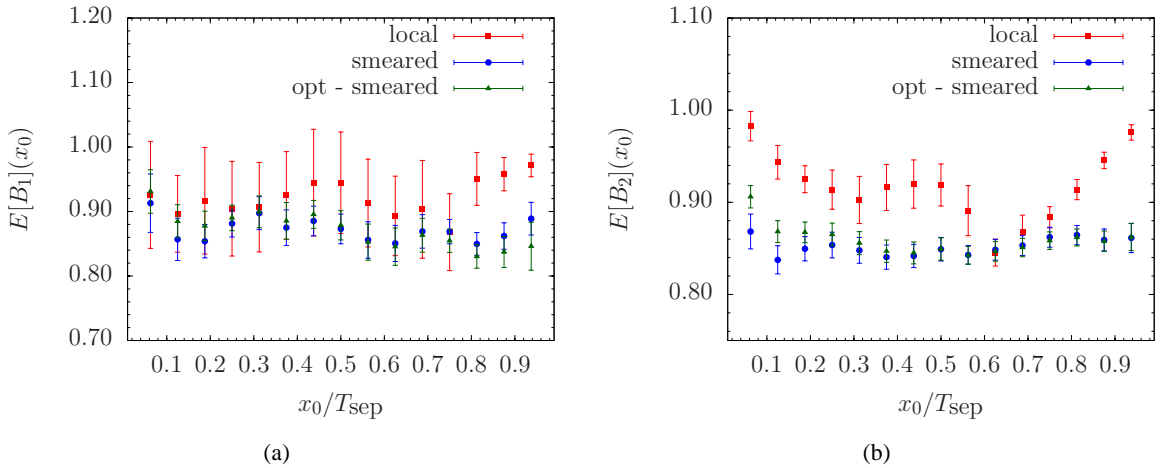 1.20
1.10
1.00
0.90
0.80
0.70
E[B₁](x₀)
local
smeared
opt - smeared
0.1 0.2 0.3 0.4 0.5 0.6 0.7 0.8 0.9
x₀/Tsep
(a)
1.10
1.00
0.90
0.80
E[B₂](x₀)
local
smeared
opt - smeared
0.1 0.2 0.3 0.4 0.5 0.6 0.7 0.8 0.9
x₀/Tsep
(b)